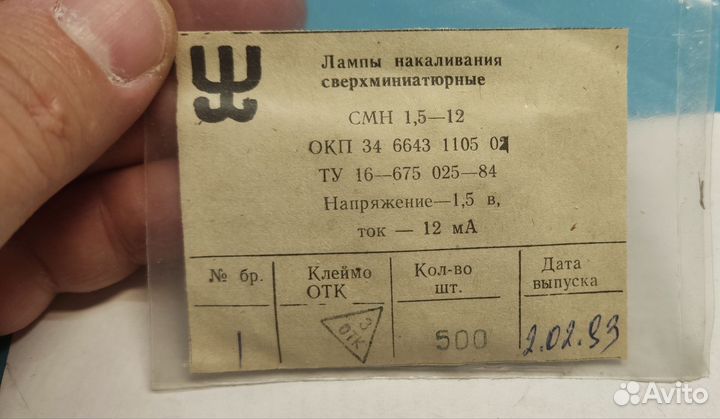 Лампы накаливания
сверхминиатюрные
СМН 1,5—12
ОКП 34 6643 1105 02
ТУ 16—675 025—84
Напряжение—1,5 в,
ток — 12 мА
№ бр.
Клеймо
ОТК
Кол-во
шт.
Дата
выпуска
1
3
ОТК
500
2.02.93
Avito